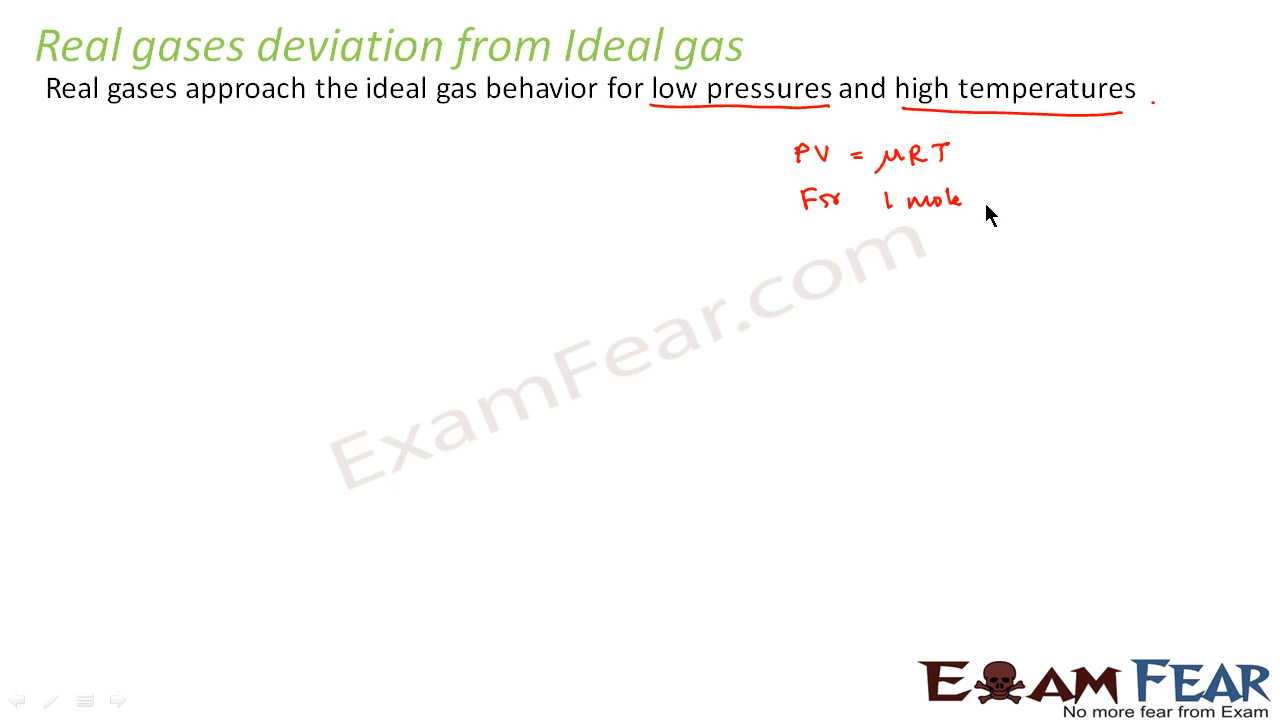 Real gases deviation from Ideal gas
Real gases approach the ideal gas behavior for low pressures and high temperatures .
PV = μRT
For 1 mole
ExamFear.com
EXAM FEAR
No more fear from Exam